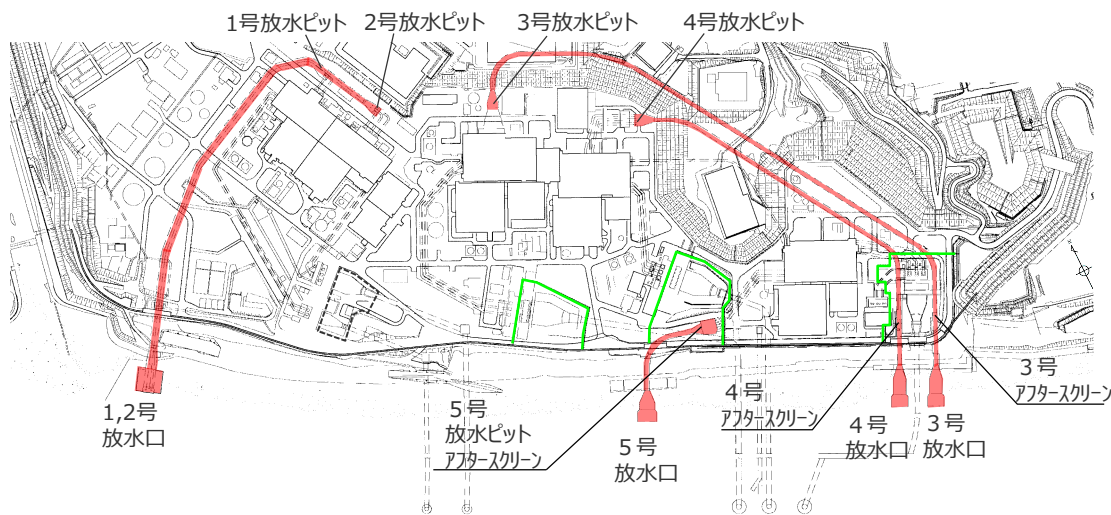 1号放水ピット
2号放水ピット
3号放水ピット
4号放水ピット
1,2号
放水口
５号
放水ピット
アフタースクリーン
５号
放水口
４号
アフタースクリーン
４号
放水口
３号
放水口
３号
アフタースクリーン